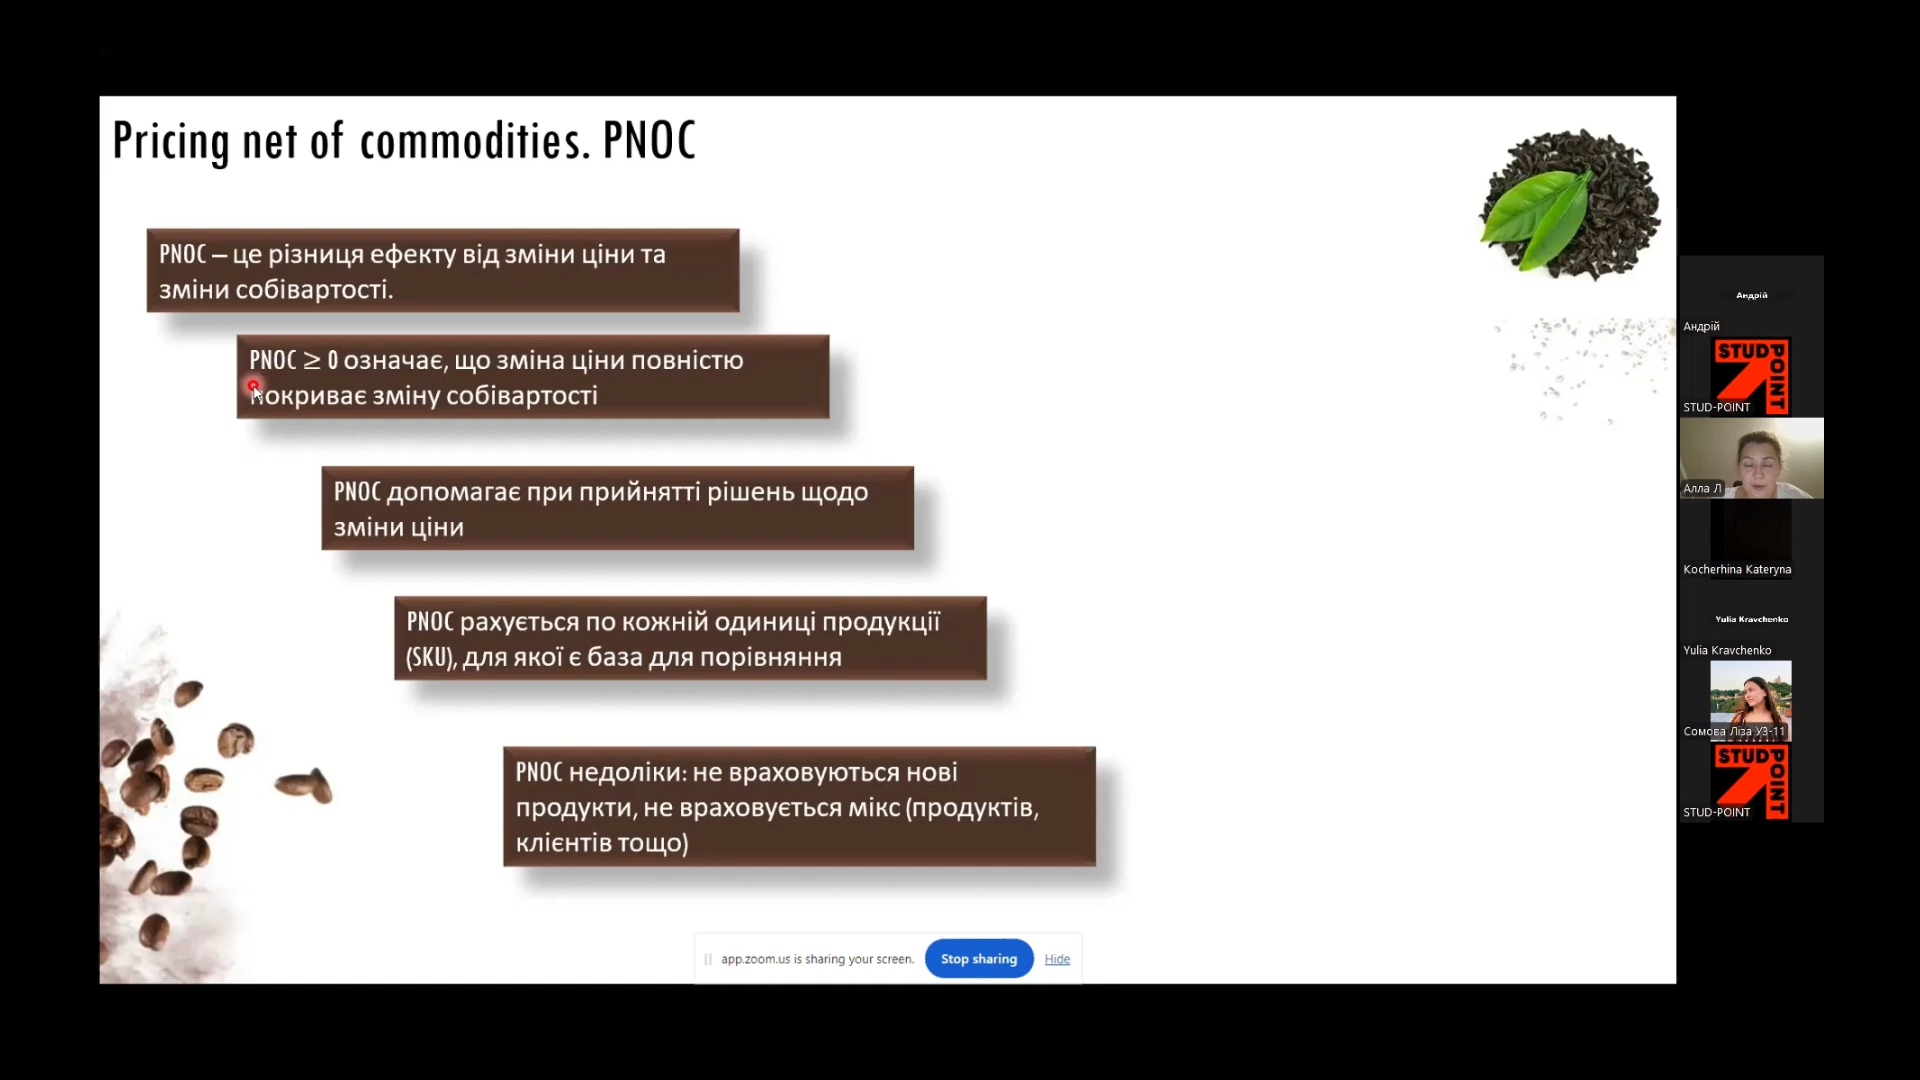 Pricing net of commodities. PNOC
PNOC – це різниця ефекту від зміни ціни та
зміни собівартості.
PNOC ≥ 0 означає, що зміна ціни повністю
покриває зміну собівартості
PNOC допомагає при прийнятті рішень щодо
зміни ціни
PNOC рахується по кожній одиниці продукції
(SKU), для якої є база для порівняння
PNOC недоліки: не враховуються нові
продукти, не враховується мікс (продуктів,
клієнтів тощо)
app.zoom.us is sharing your screen.
Stop sharing
Hide
Андрій
Андрій
STUD
POINT
STUD-POINT
Алла Л
Kocherhina Kateryna
Yulia Kravchenko
Yulia Kravchenko
Сомова Ліза УЗ-11
STUD
POINT
STUD-POINT